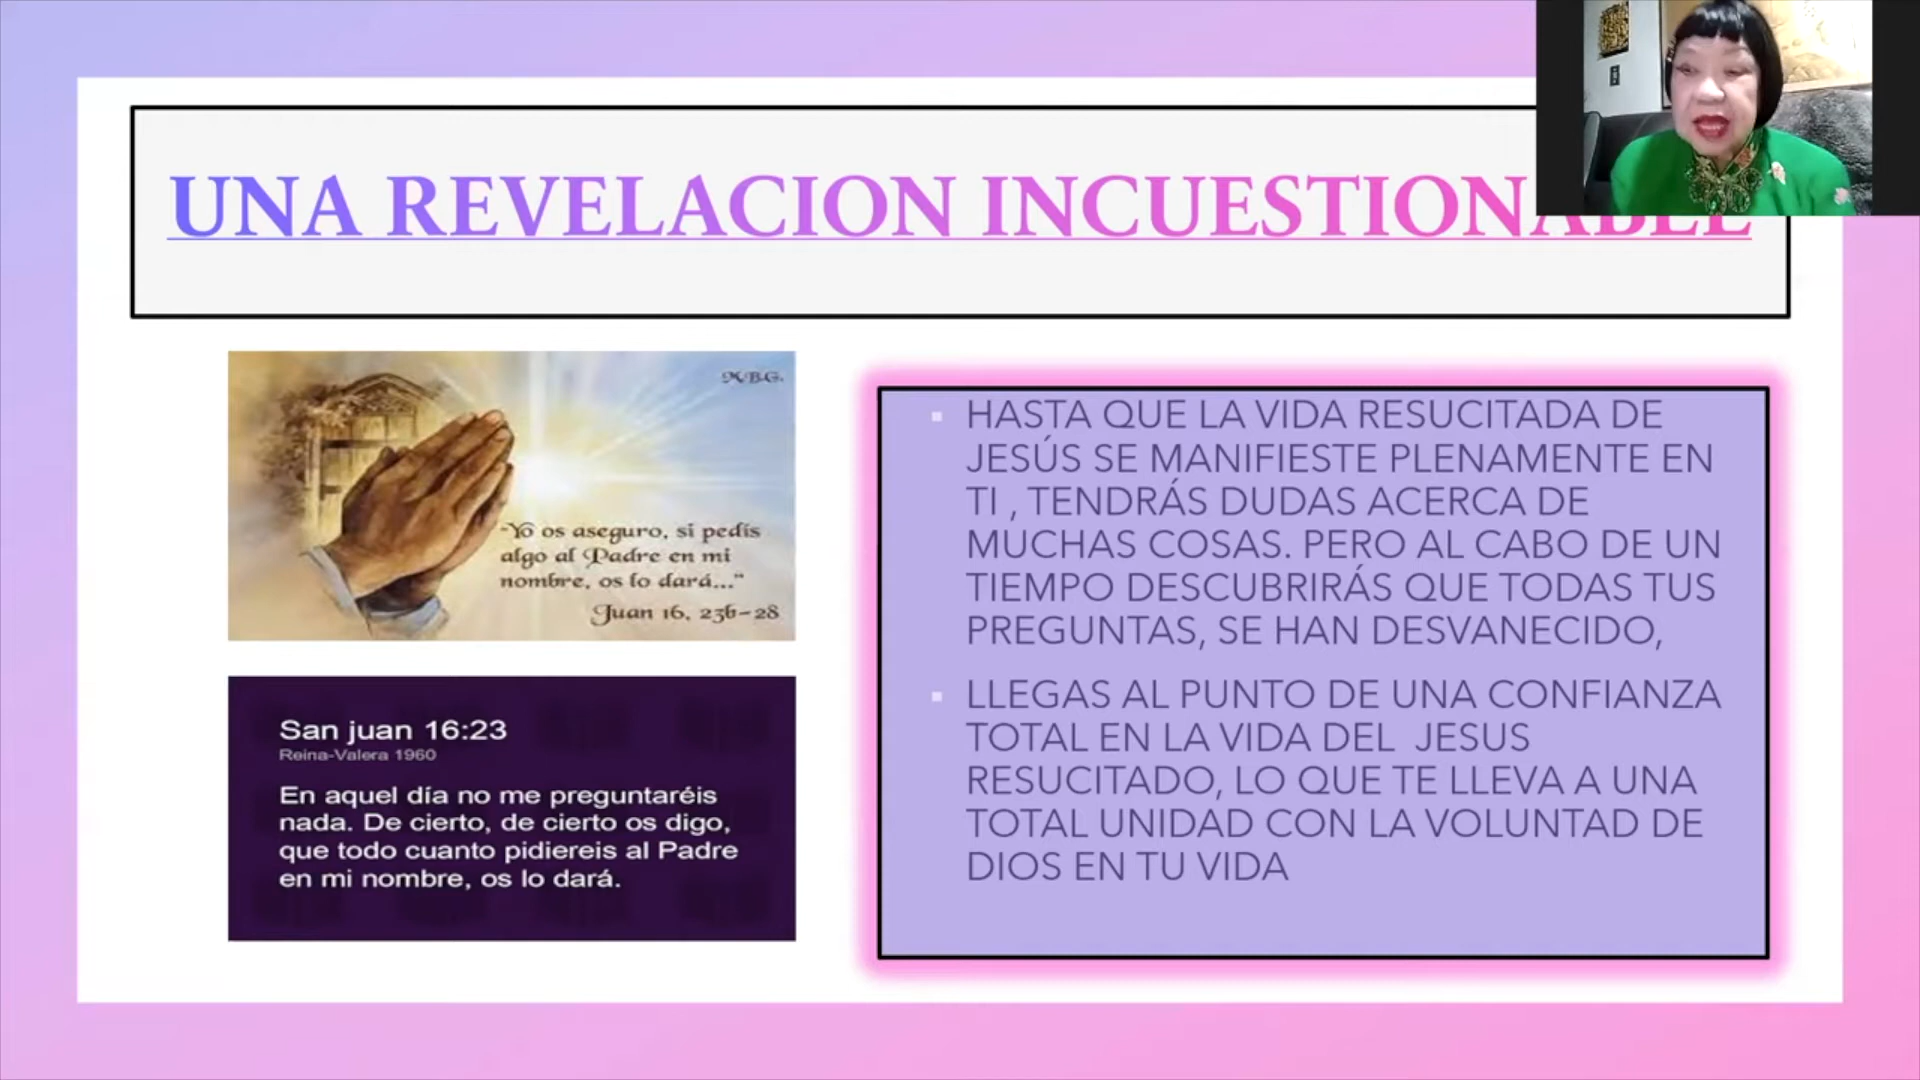 UNA REVELACION INCUESTIONABLE
M.B.G.
"Yo os aseguro, si pedís
algo al Padre en mi
nombre, os lo dará..."
Juan 16, 23b-28
San juan 16:23
Reina-Valera 1960
En aquel día no me preguntaréis
nada. De cierto, de cierto os digo,
que todo cuanto pidiereis al Padre
en mi nombre, os lo dará.
▪ HASTA QUE LA VIDA RESUCITADA DE
JESÚS SE MANIFIESTE PLENAMENTE EN
TI , TENDRÁS DUDAS ACERCA DE
MUCHAS COSAS. PERO AL CABO DE UN
TIEMPO DESCUBRIRÁS QUE TODAS TUS
PREGUNTAS, SE HAN DESVANECIDO,
▪ LLEGAS AL PUNTO DE UNA CONFIANZA
TOTAL EN LA VIDA DEL  JESUS
RESUCITADO, LO QUE TE LLEVA A UNA
TOTAL UNIDAD CON LA VOLUNTAD DE
DIOS EN TU VIDA